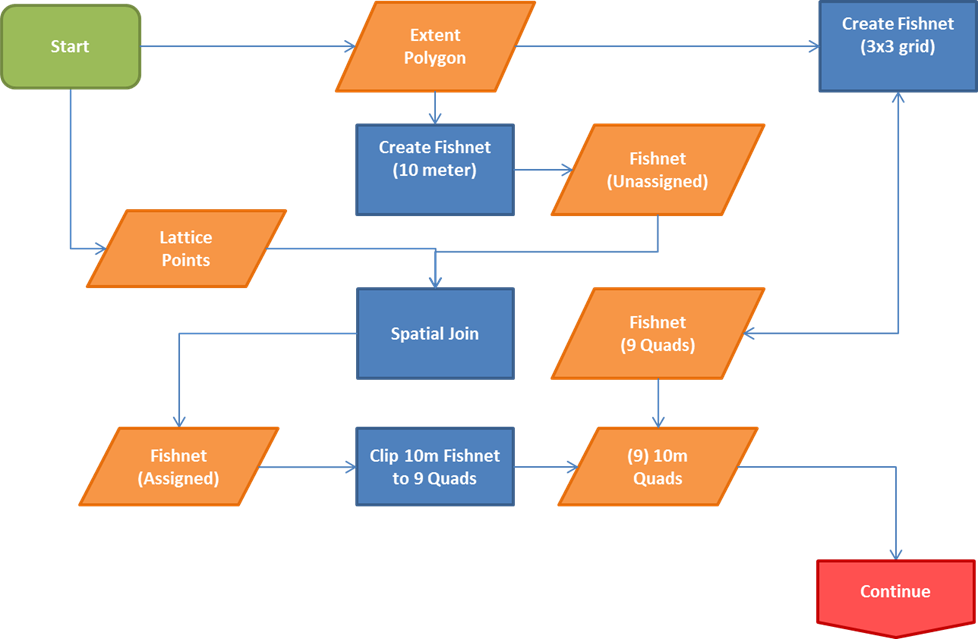 Start
Extent
Polygon
Create Fishnet
(3x3 grid)
Create Fishnet
(10 meter)
Fishnet
(Unassigned)
Lattice
Points
Spatial Join
Fishnet
(9 Quads)
Fishnet
(Assigned)
Clip 10m Fishnet
to 9 Quads
(9) 10m
Quads
Continue